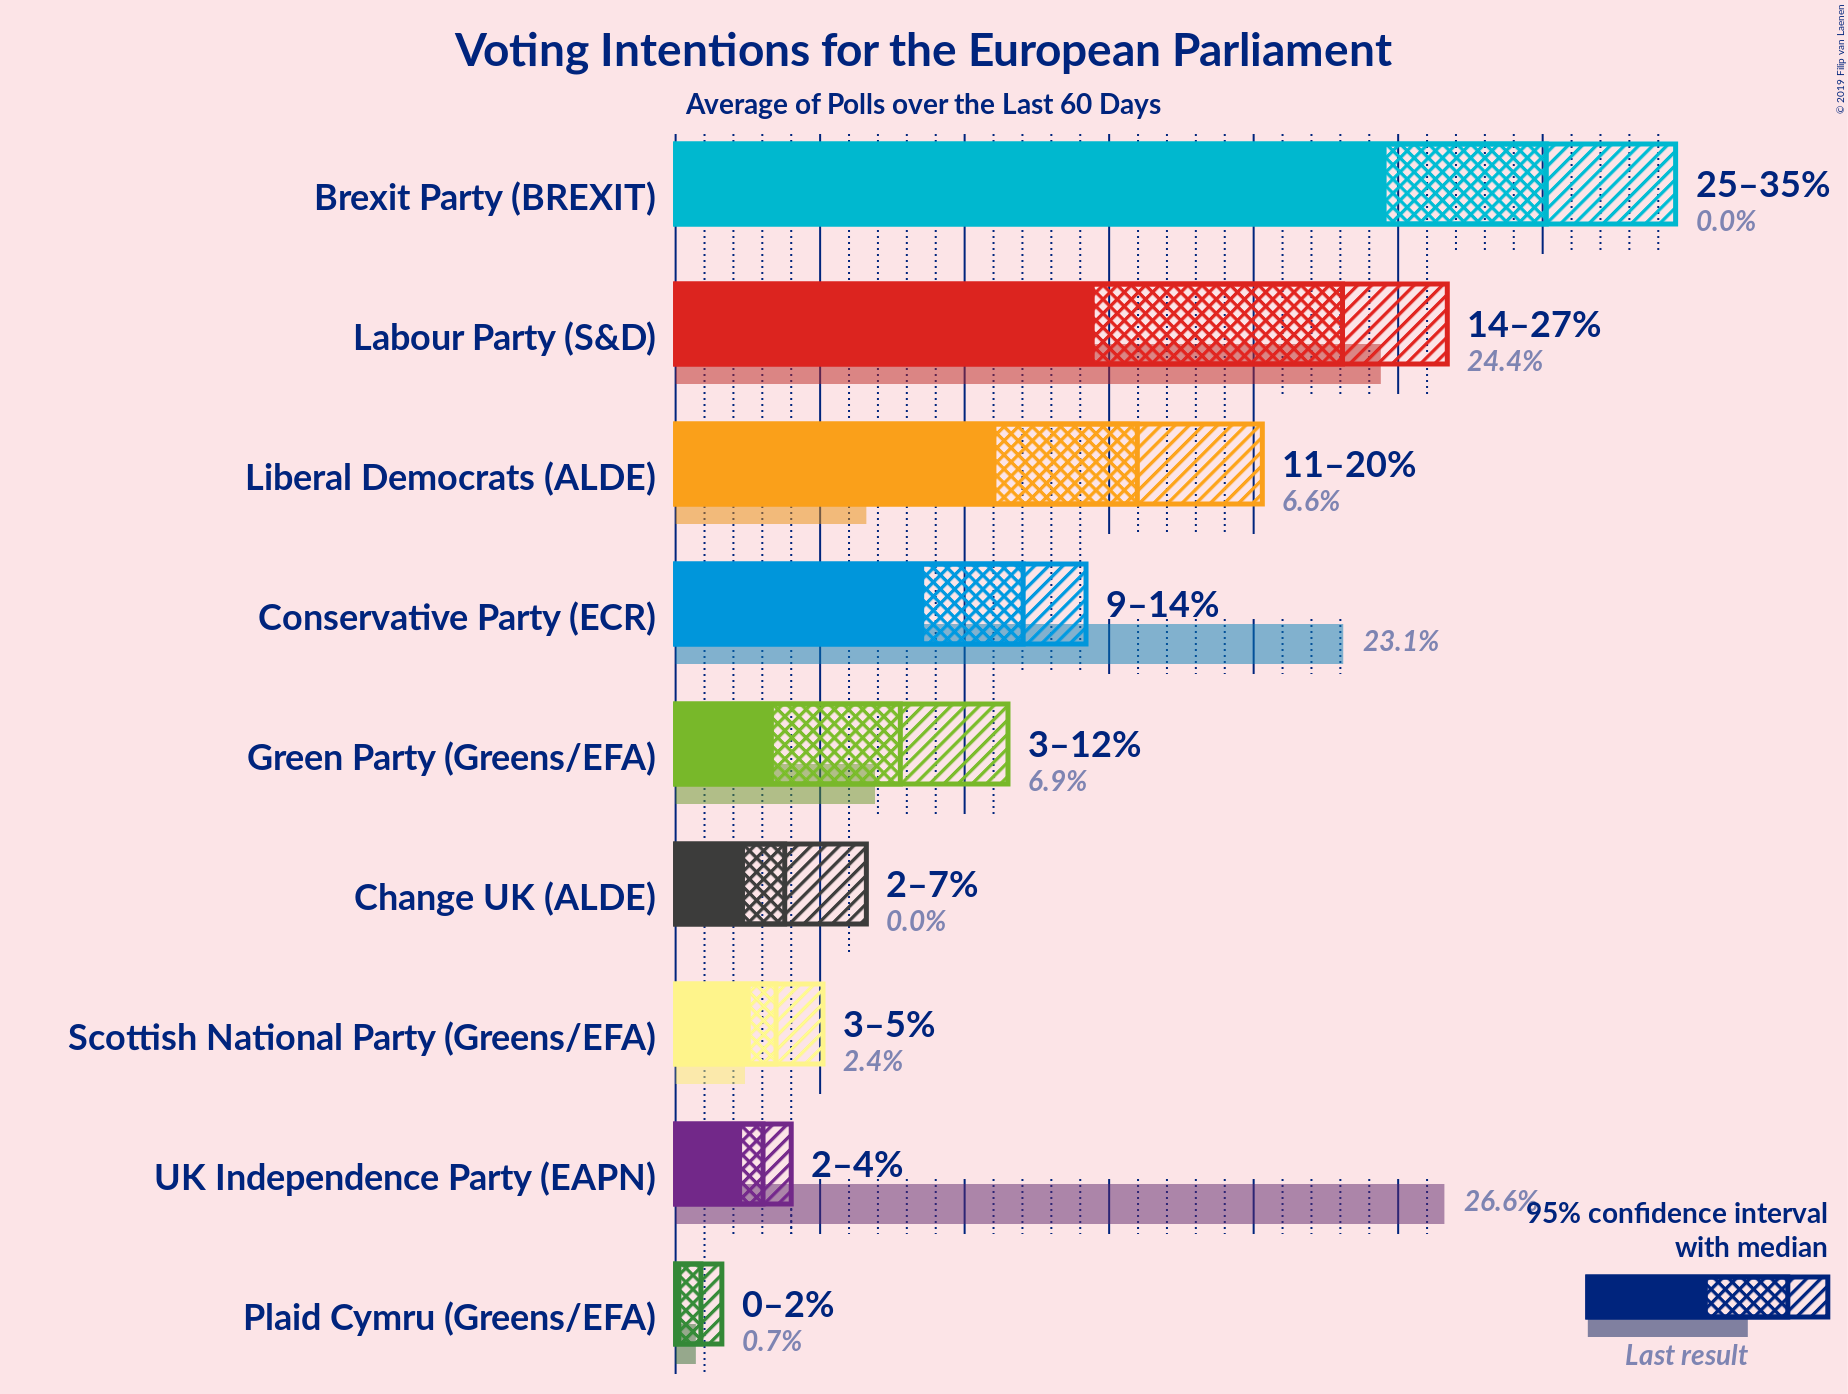 Voting Intentions for the European Parliament
Average of Polls over the Last 60 Days
© 2019 Filip van Laenen
Brexit Party (BREXIT)
25–35%
0.0%
Labour Party (S&D)
14–27%
24.4%
Liberal Democrats (ALDE)
11–20%
6.6%
Conservative Party (ECR)
9–14%
23.1%
Green Party (Greens/EFA)
3–12%
6.9%
Change UK (ALDE)
2–7%
0.0%
Scottish National Party (Greens/EFA)
3–5%
2.4%
UK Independence Party (EAPN)
2–4%
26.6%
Plaid Cymru (Greens/EFA)
0–2%
0.7%
95% confidence interval
with median
Last result